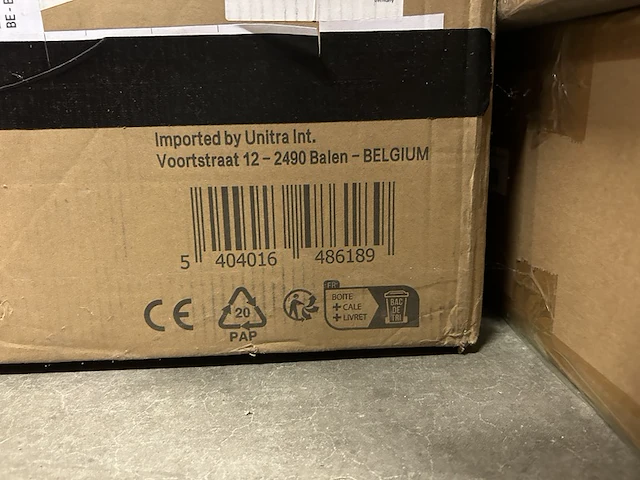 BE - B
Imported by Unitra Int.
Voortstraat 12 – 2490 Balen – BELGIUM
5 404016 486189
CE
20
PAP
FR
BOITE
+ CALE
+ LIVRET
BAC
DE
TRI